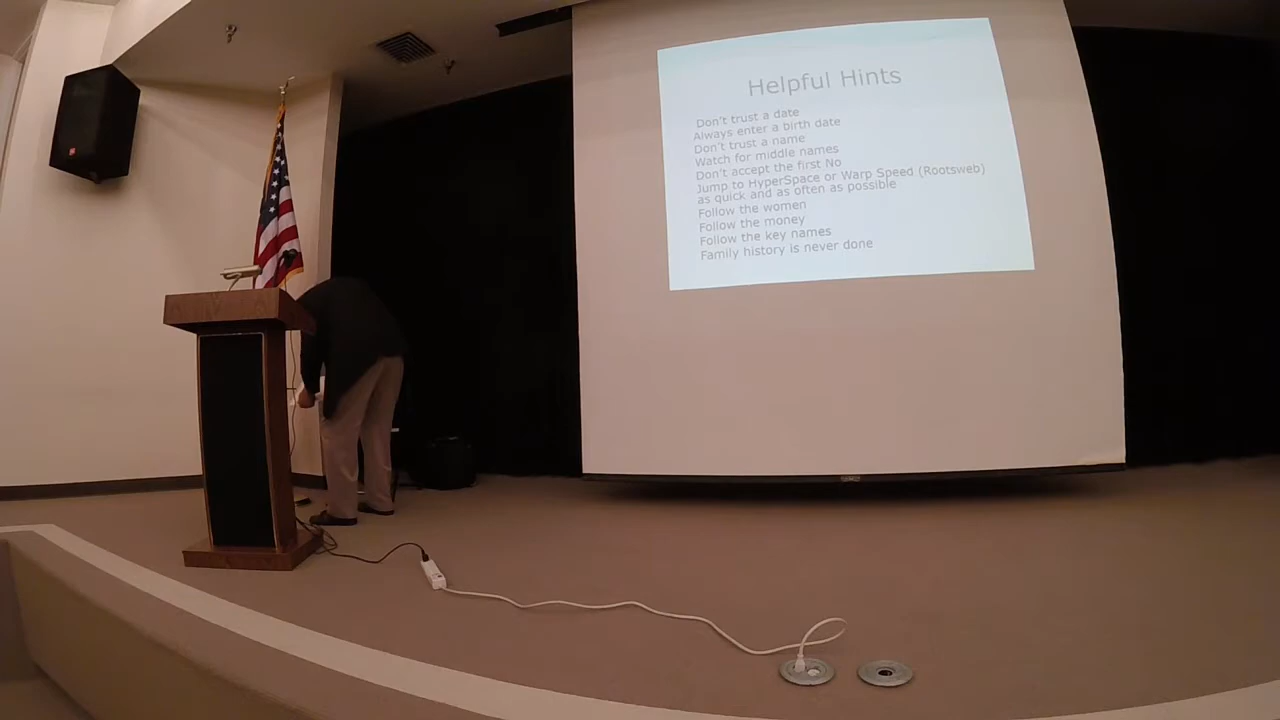 Helpful Hints
Don't trust a date
Always enter a birth date
Don't trust a name
Watch for middle names
Don't accept the first No
Jump to HyperSpace or Warp Speed (Rootsweb)
as quick and as often as possible
Follow the women
Follow the money
Follow the key names
Family history is never done